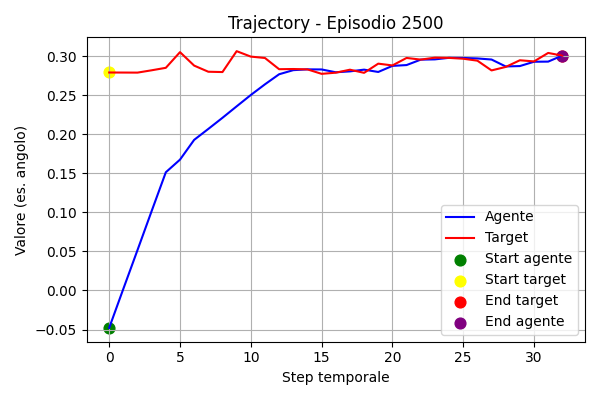 Trajectory - Episodio 2500
Valore (es. angolo)
0.30
0.25
0.20
0.15
0.10
0.05
0.00
−0.05
0 5 10 15 20 25 30
Step temporale
Agente
Target
Start agente
Start target
End target
End agente